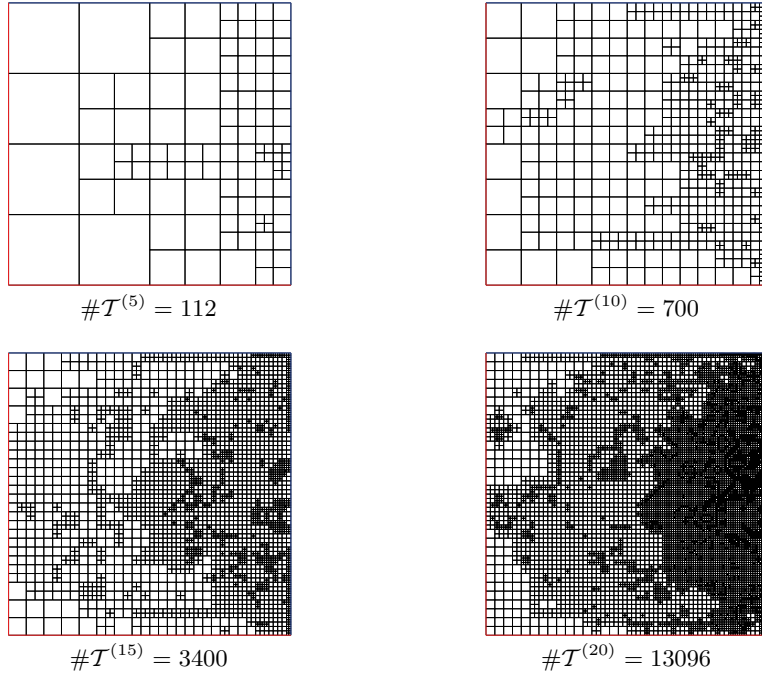 #𝒯^(5) = 112
#𝒯^(10) = 700
#𝒯^(15) = 3400
#𝒯^(20) = 13096